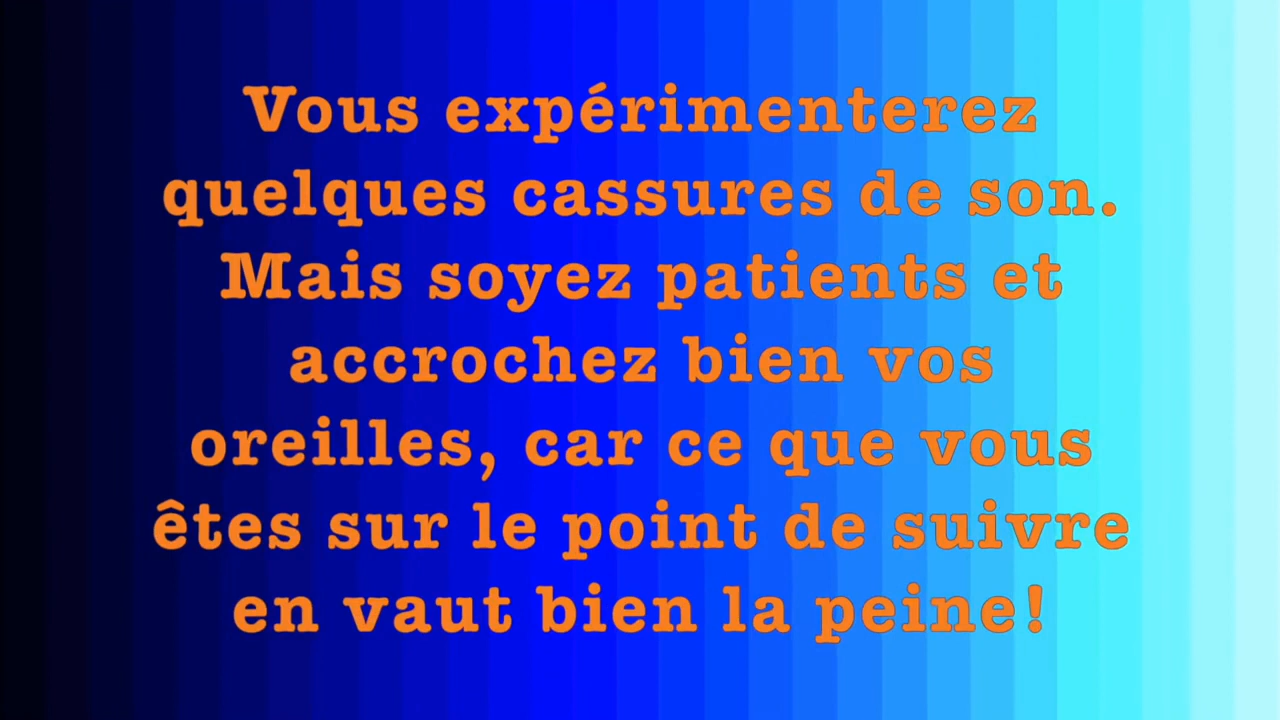 Vous expérimenterez
quelques cassures de son.
Mais soyez patients et
accrochez bien vos
oreilles, car ce que vous
êtes sur le point de suivre
en vaut bien la peine!